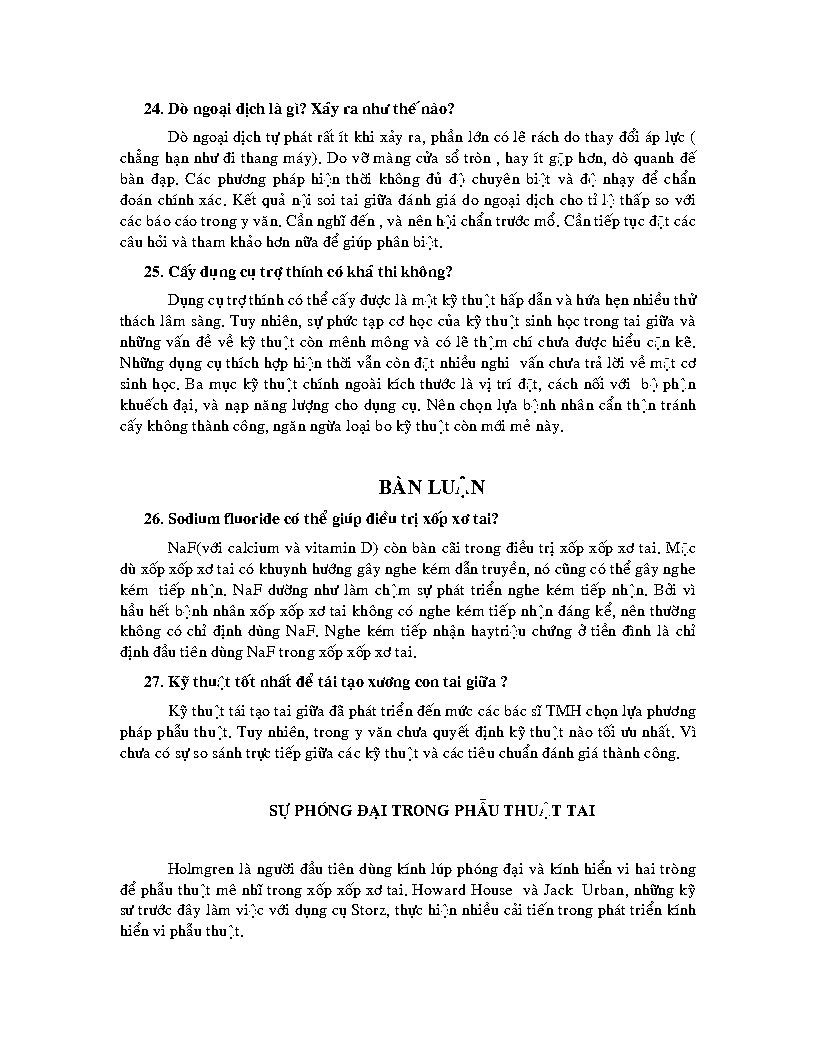 24. Dò ngoại dịch là gì? Xẩy ra như thế nào?
Dò ngoại dịch tự phát rất ít khi xảy ra, phần lớn có lẽ rách do thay đổi áp lực (
chẳng hạn như đi thang máy). Do vỡ màng cửa sổ tròn , hay ít gặp hơn, dò quanh đế
bàn đạp. Các phương pháp hiện thời không đủ độ chuyên biệt và độ nhạy để chẩn
đoán chính xác. Kết quả nội soi tai giữa đánh giá do ngoại dịch cho tỉ lệ thấp so với
các báo cáo trong y văn. Cần nghĩ đến , và nên hội chẩn trước mổ. Cần tiếp tục đặt các
câu hỏi và tham khảo hơn nữa để giúp phân biệt.
25. Cấy dụng cụ trợ thính có khả thi không?
Dụng cụ trợ thính có thể cấy được là một kỹ thuật hấp dẫn và hứa hẹn nhiều thử
thách lâm sàng. Tuy nhiên, sự phức tạp cơ học của kỹ thuật sinh học trong tai giữa và
những vấn đề về kỹ thuật còn mênh mông và có lẽ thậm chí chưa được hiểu cặn kẽ.
Những dụng cụ thích hợp hiện thời vẫn còn đặt nhiều nghi vấn chưa trả lời về mặt cơ
sinh học. Ba mục kỹ thuật chính ngoài kích thước là vị trí đặt, cách nối với bộ phận
khuếch đại, và nạp năng lượng cho dụng cụ. Nên chọn lựa bệnh nhân cẩn thận tránh
cấy không thành công, ngăn ngừa loại bo kỹ thuật còn mới mẻ này.
BÀN LUẬN
26. Sodium fluoride có thể giúp điều trị xốp xơ tai?
NaF(với calcium và vitamin D) còn bàn cãi trong điều trị xốp xốp xơ tai. Mặc
dù xốp xốp xơ tai có khuynh hướng gây nghe kém dẫn truyền, nó cũng có thể gây nghe
kém tiếp nhận. NaF dường như làm chậm sự phát triển nghe kém tiếp nhận. Bởi vì
hầu hết bệnh nhân xốp xốp xơ tai không có nghe kém tiếp nhận đáng kể, nên thường
không có chỉ định dùng NaF. Nghe kém tiếp nhận haytriệu chứng ở tiền đình là chỉ
định đầu tiên dùng NaF trong xốp xốp xơ tai.
27. Kỹ thuật tốt nhất để tái tạo xương con tai giữa ?
Kỹ thuật tái tạo tai giữa đã phát triển đến mức các bác sĩ TMH chọn lựa phương
pháp phẫu thuật. Tuy nhiên, trong y văn chưa quyết định kỹ thuật nào tối ưu nhất. Vì
chưa có sự so sánh trực tiếp giữa các kỹ thuật và các tiêu chuẩn đánh giá thành công.
SỰ PHÓNG ĐẠI TRONG PHẪU THUẬT TAI
Holmgren là người đầu tiên dùng kính lúp phóng đại và kính hiển vi hai tròng
để phẫu thuật mê nhĩ trong xốp xốp xơ tai. Howard House và Jack Urban, những kỹ
sư trước đây làm việc với dụng cụ Storz, thực hiện nhiều cải tiến trong phát triển kính
hiển vi phẫu thuật.